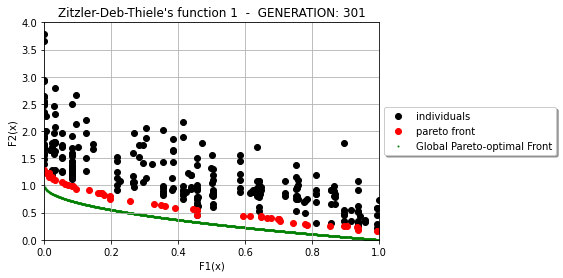 Zitzler-Deb-Thiele's function 1 - GENERATION: 301
4.0
3.5
3.0
2.5
2.0
1.5
1.0
0.5
0.0
F2(x)
0.0 0.2 0.4 0.6 0.8 1.0
F1(x)
individuals
pareto front
Global Pareto-optimal Front